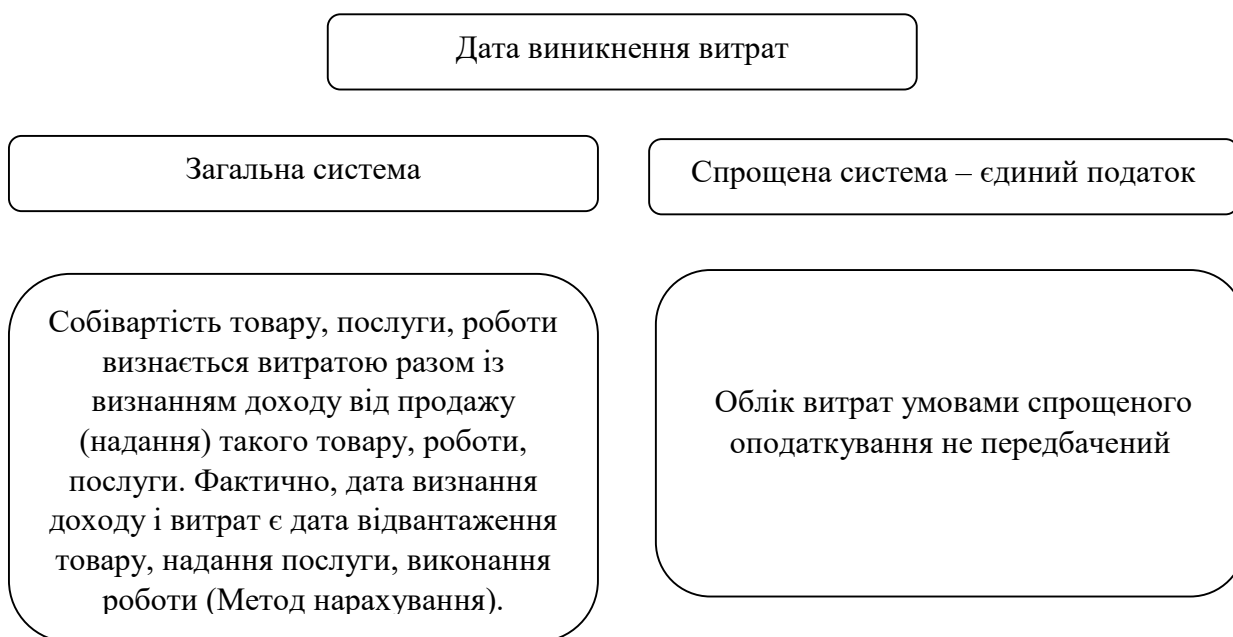 Дата виникнення витрат
Загальна система
Спрощена система – єдиний податок
Собівартість товару, послуги, роботи
визнається витратою разом із
визнанням доходу від продажу
(надання) такого товару, роботи,
послуги. Фактично, дата визнання
доходу і витрат є дата відвантаження
товару, надання послуги, виконання
роботи (Метод нарахування).
Облік витрат умовами спрощеного
оподаткування не передбачений